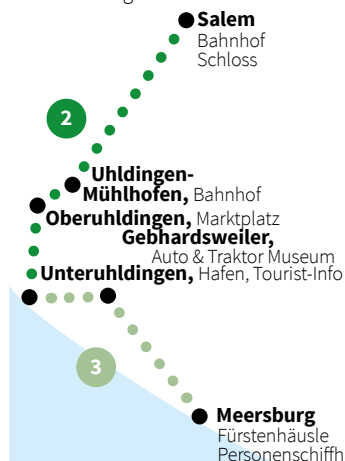 Salem
Bahnhof
Schloss
2
Uhldingen-
Mühlhofen, Bahnhof
Oberuhldingen, Marktplatz
Gebhardsweiler,
Auto & Traktor Museum
Unteruhldingen, Hafen, Tourist-Info
3
Meersburg
Fürstenhäusle
Personenschiffh